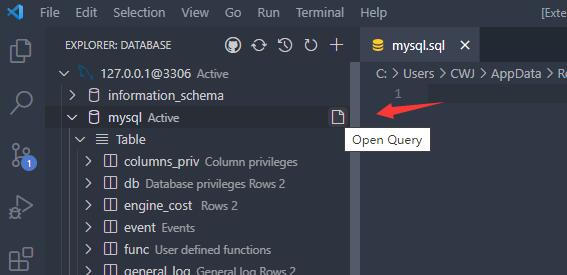 File Edit Selection View Go Run Terminal Help [Exte
EXPLORER: DATABASE
mysql.sql
127.0.0.1@3306 Active
C: > Users > CWJ > AppData > Ro
information_schema
1
mysql Active
Open Query
Table
columns_priv Column privileges
db Database privileges Rows 2
1
engine_cost Rows 2
event Events
func User defined functions
general_log Rows 2